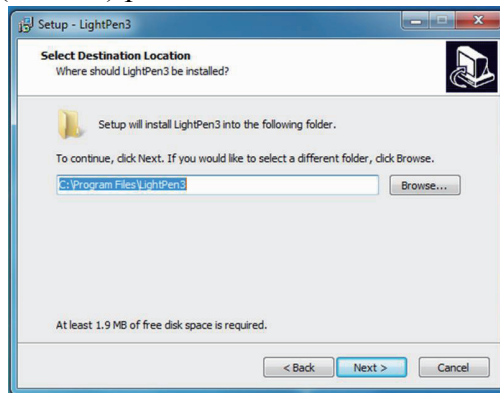 Setup - LightPen3
Select Destination Location
Where should LightPen3 be installed?
Setup will install LightPen3 into the following folder.
To continue, click Next. If you would like to select a different folder, click Browse.
C:\Program Files\LightPen3
Browse...
At least 1.9 MB of free disk space is required.
< Back Next > Cancel